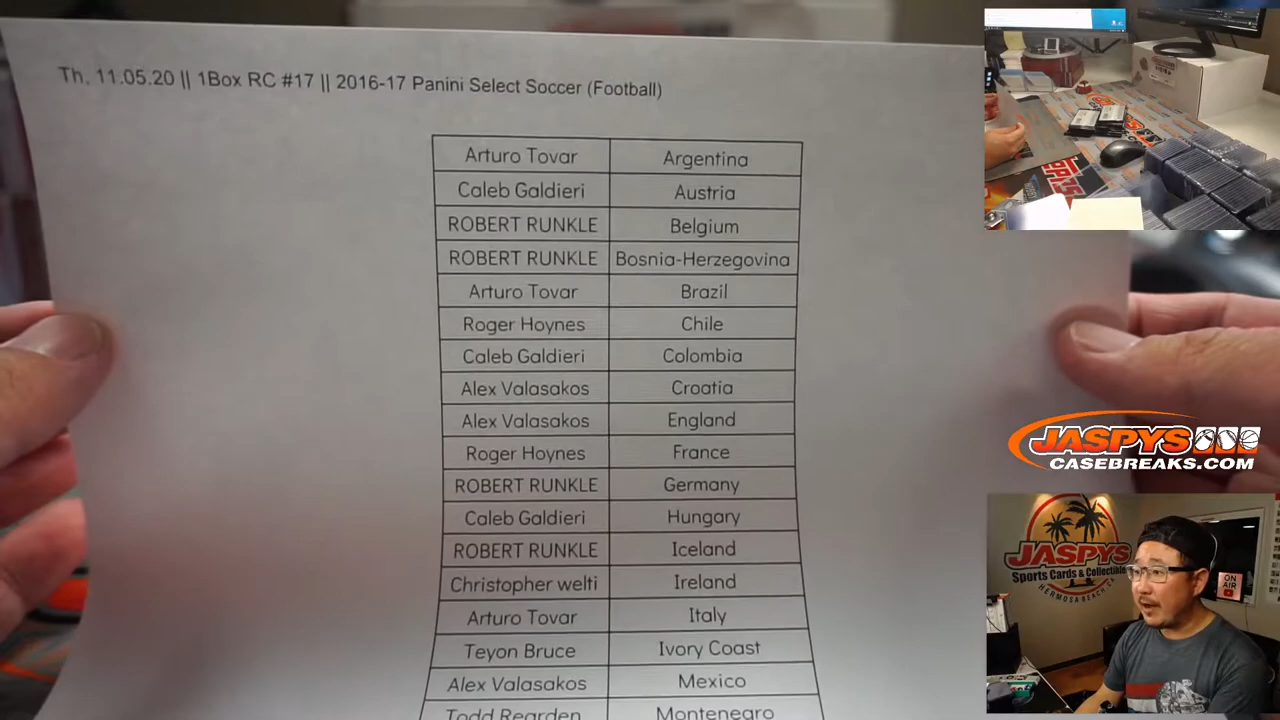 Th. 11.05.20 || 1Box RC #17 || 2016-17 Panini Select Soccer (Football)
Arturo Tovar Argentina
Caleb Galdieri Austria
ROBERT RUNKLE Belgium
ROBERT RUNKLE Bosnia-Herzegovina
Arturo Tovar Brazil
Roger Hoynes Chile
Caleb Galdieri Colombia
Alex Valasakos Croatia
Alex Valasakos England
Roger Hoynes France
ROBERT RUNKLE Germany
Caleb Galdieri Hungary
ROBERT RUNKLE Iceland
Christopher welti Ireland
Arturo Tovar Italy
Teyon Bruce Ivory Coast
Alex Valasakos Mexico
Todd Rearden Montenegro
JASPYS
CASEBREAKS.COM
JASPYS
Sports Cards & Collectibles
HERMOSA BEACH, CA
ON
AIR